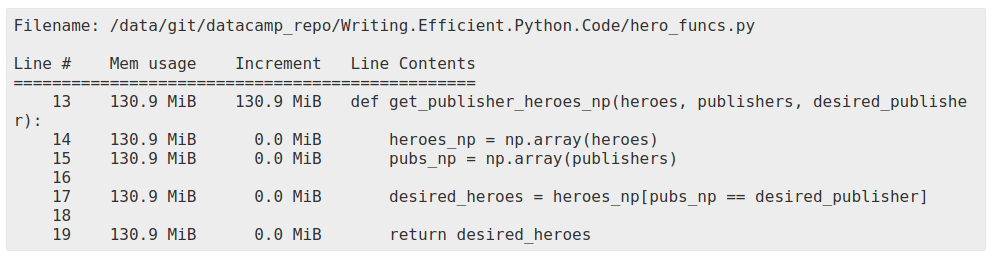 Filename: /data/git/datacamp_repo/Writing.Efficient.Python.Code/hero_funcs.py

Line #    Mem usage    Increment   Line Contents
================================================
    13    130.9 MiB    130.9 MiB   def get_publisher_heroes_np(heroes, publishers, desired_publishe
r):
    14    130.9 MiB      0.0 MiB       heroes_np = np.array(heroes)
    15    130.9 MiB      0.0 MiB       pubs_np = np.array(publishers)
    16
    17    130.9 MiB      0.0 MiB       desired_heroes = heroes_np[pubs_np == desired_publisher]
    18
    19    130.9 MiB      0.0 MiB       return desired_heroes